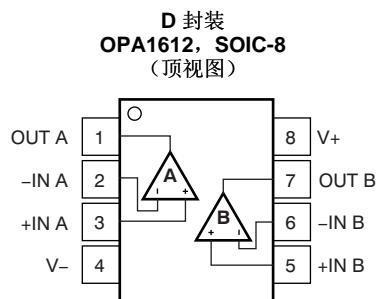 D 封装
OPA1612，SOIC-8
（顶视图）
OUT A 1 8 V+
–IN A 2 A 7 OUT B
+IN A 3 B 6 –IN B
V– 4 5 +IN B
- +
+ -